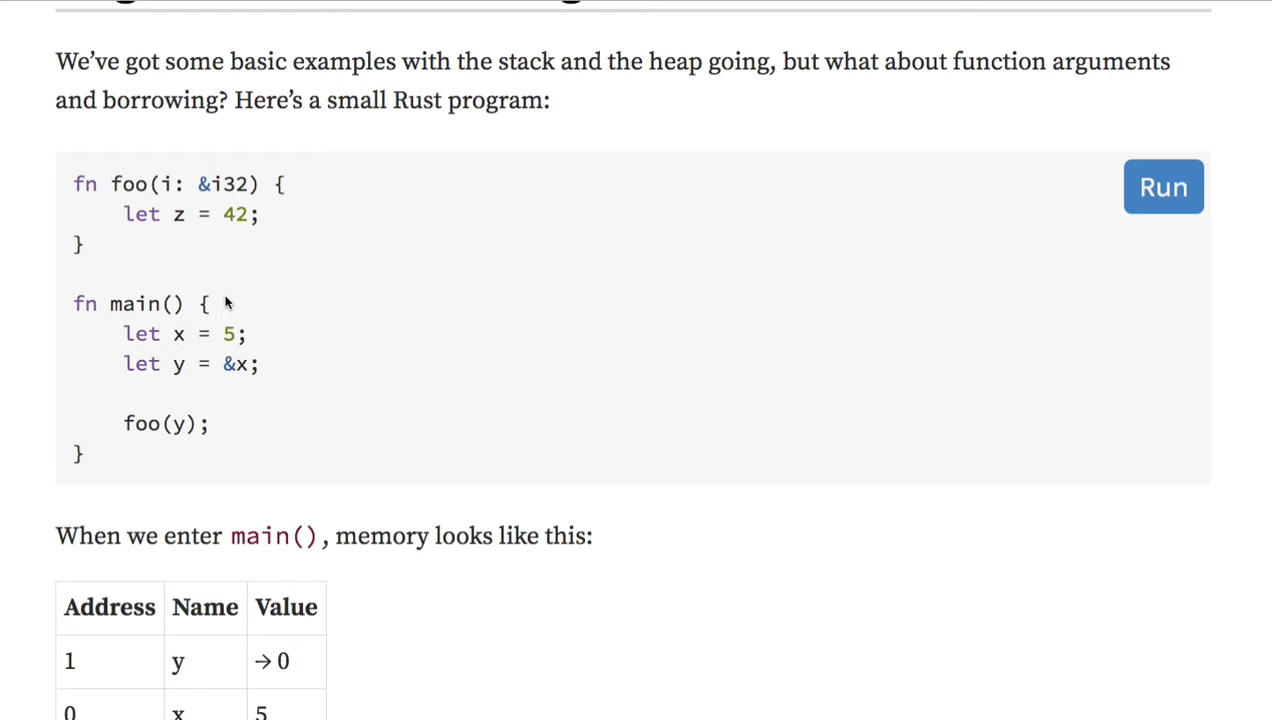 We’ve got some basic examples with the stack and the heap going, but what about function arguments
and borrowing? Here’s a small Rust program:
Run
fn foo(i: &i32) {
    let z = 42;
}
fn main() {
    let x = 5;
    let y = &x;
    foo(y);
}
When we enter main(), memory looks like this:
Address Name Value
1 y → 0
0 x 5